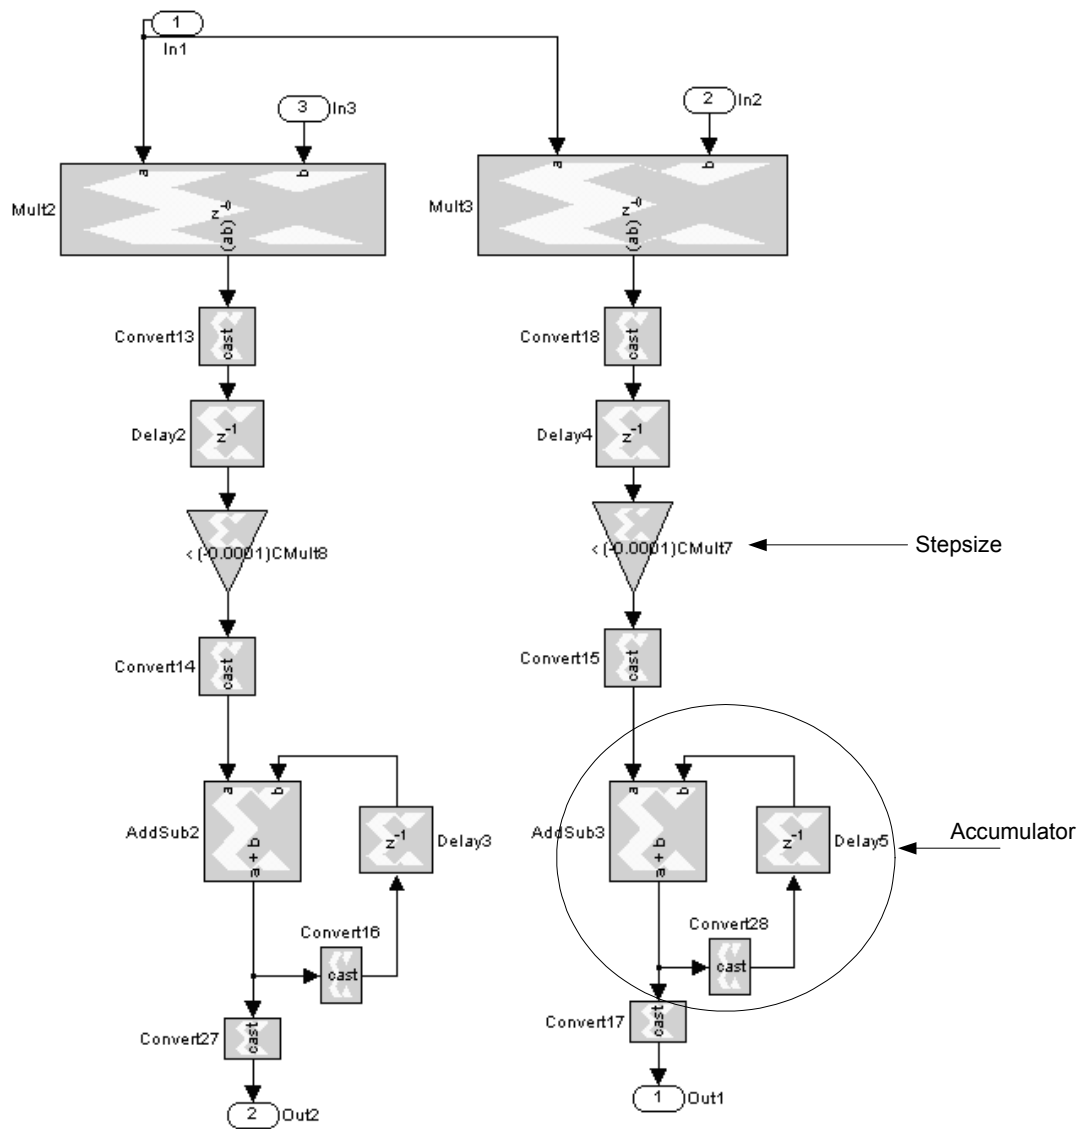 1
In1
3
In3
2
In2
a
b
Mult2
z-0
(ab)
a
b
Mult3
z-0
(ab)
Convert13
cast
Convert18
cast
Delay2
z-1
Delay4
z-1
< (-0.0001)CMult8
< (-0.0001)CMult7
Stepsize
Convert14
cast
Convert15
cast
a
b
AddSub2
a + b
z-1
Delay3
a
b
AddSub3
a + b
z-1
Delay5
Accumulator
Convert16
cast
Convert28
cast
Convert27
cast
Convert17
cast
2
Out2
1
Out1